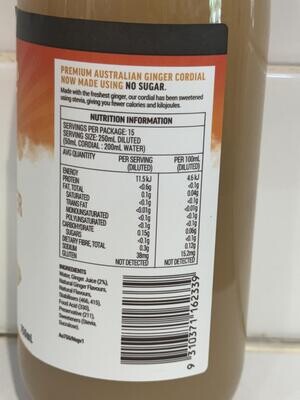 PREMIUM AUSTRALIAN GINGER CORDIAL
NOW MADE USING NO SUGAR.
Made with the freshest ginger, our cordial has been sweetened
using stevia, giving you fewer calories and kilojoules.
NUTRITION INFORMATION
SERVINGS PER PACKAGE: 15
SERVING SIZE: 250mL DILUTED
(50mL CORDIAL : 200mL WATER)
AVG QUANTITY PER SERVING (DILUTED) PER 100mL (DILUTED)
ENERGY 11.5kJ 4.6kJ
PROTEIN <0.6g <0.1g
FAT, TOTAL 0.1g 0.04g
SATURATED <0.1g <0.1g
TRANS FAT <0.01g <0.01g
MONOUNSATURATED <0.1g <0.1g
POLYUNSATURATED <0.1g <0.1g
CARBOHYDRATE 0.15g 0.06g
SUGARS <0.1g <0.1g
DIETARY FIBRE, TOTAL 0.3g 0.12g
SODIUM 38mg 15.2mg
GLUTEN NOT DETECTED NOT DETECTED
INGREDIENTS
Water, Ginger Juice (2%),
Natural Ginger Flavours,
Natural Flavours,
Stabilisers (456, 415),
Food Acid (330),
Preservative (211),
Sweeteners (Stevia,
Sucralose).
9 310371 162339